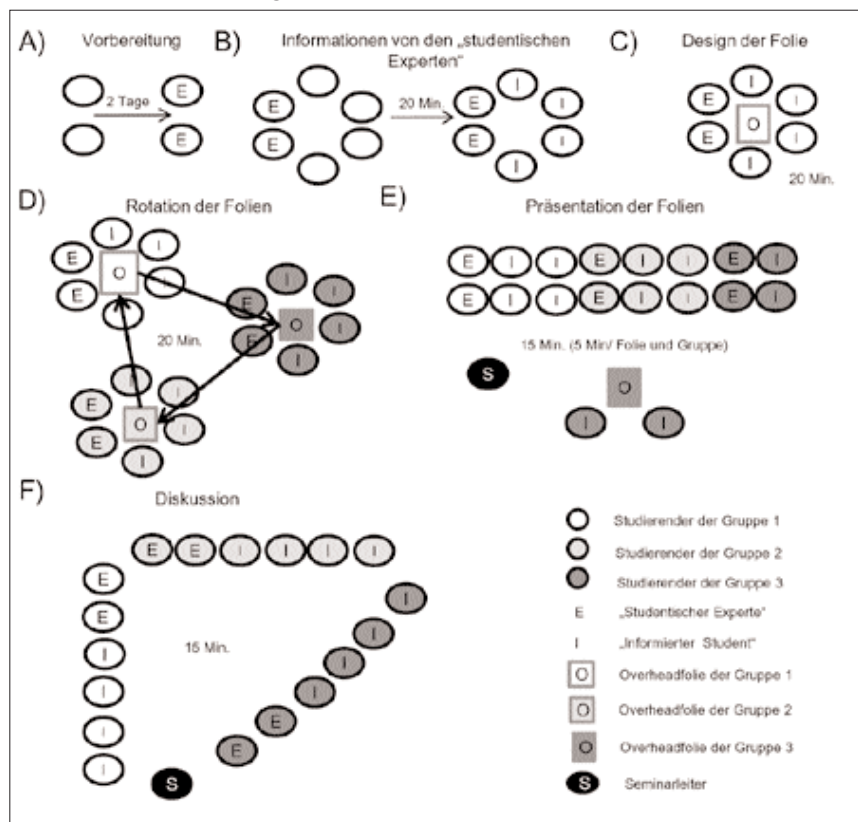 A) Vorbereitung
2 Tage
E
E
B) Informationen von den „studentischen
Experten“
E
E
20 Min.
E I I
E I I
C) Design der Folie
I
E I
O
E I
I
20 Min.
D) Rotation der Folien
I
E I
O
E I
I
20 Min.
I
E I
O
E I
I
I
E I
O
E I
I
E) Präsentation der Folien
E I I E I I E I
E I I E I I E I
15 Min. (5 Min/ Folie und Gruppe)
S
O
I I
F) Diskussion
E E I I I I
E
E
I
I
I
I
15 Min.
I
I
I
I
E
E
S
Studierender der Gruppe 1
Studierender der Gruppe 2
Studierender der Gruppe 3
E „Studentischer Experte“
I „Informierter Student“
O Overheadfolie der Gruppe 1
O Overheadfolie der Gruppe 2
O Overheadfolie der Gruppe 3
S Seminarleiter